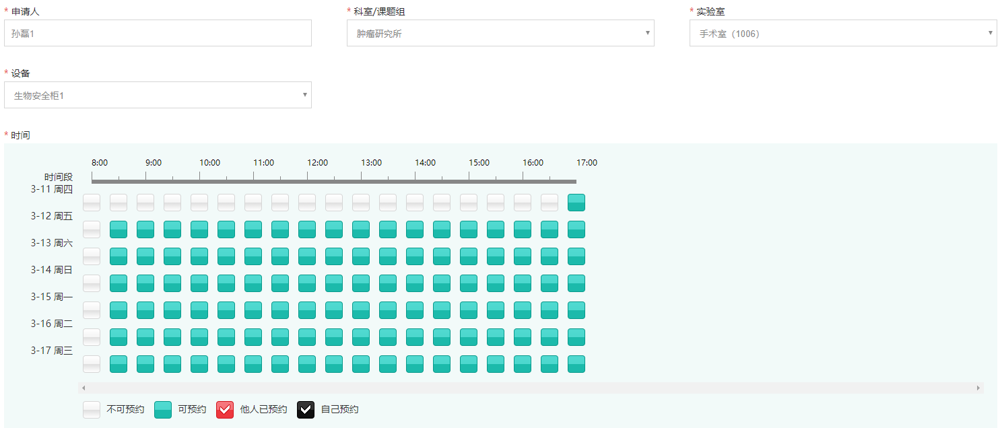 * 申请人
* 科室/课题组
* 实验室
孙磊1
肿瘤研究所
手术室（1006）
* 设备
生物安全柜1
* 时间
8:00 9:00 10:00 11:00 12:00 13:00 14:00 15:00 16:00 17:00
时间段
3-11 周四
3-12 周五
3-13 周六
3-14 周日
3-15 周一
3-16 周二
3-17 周三
不可预约 可预约 他人已预约 自己预约